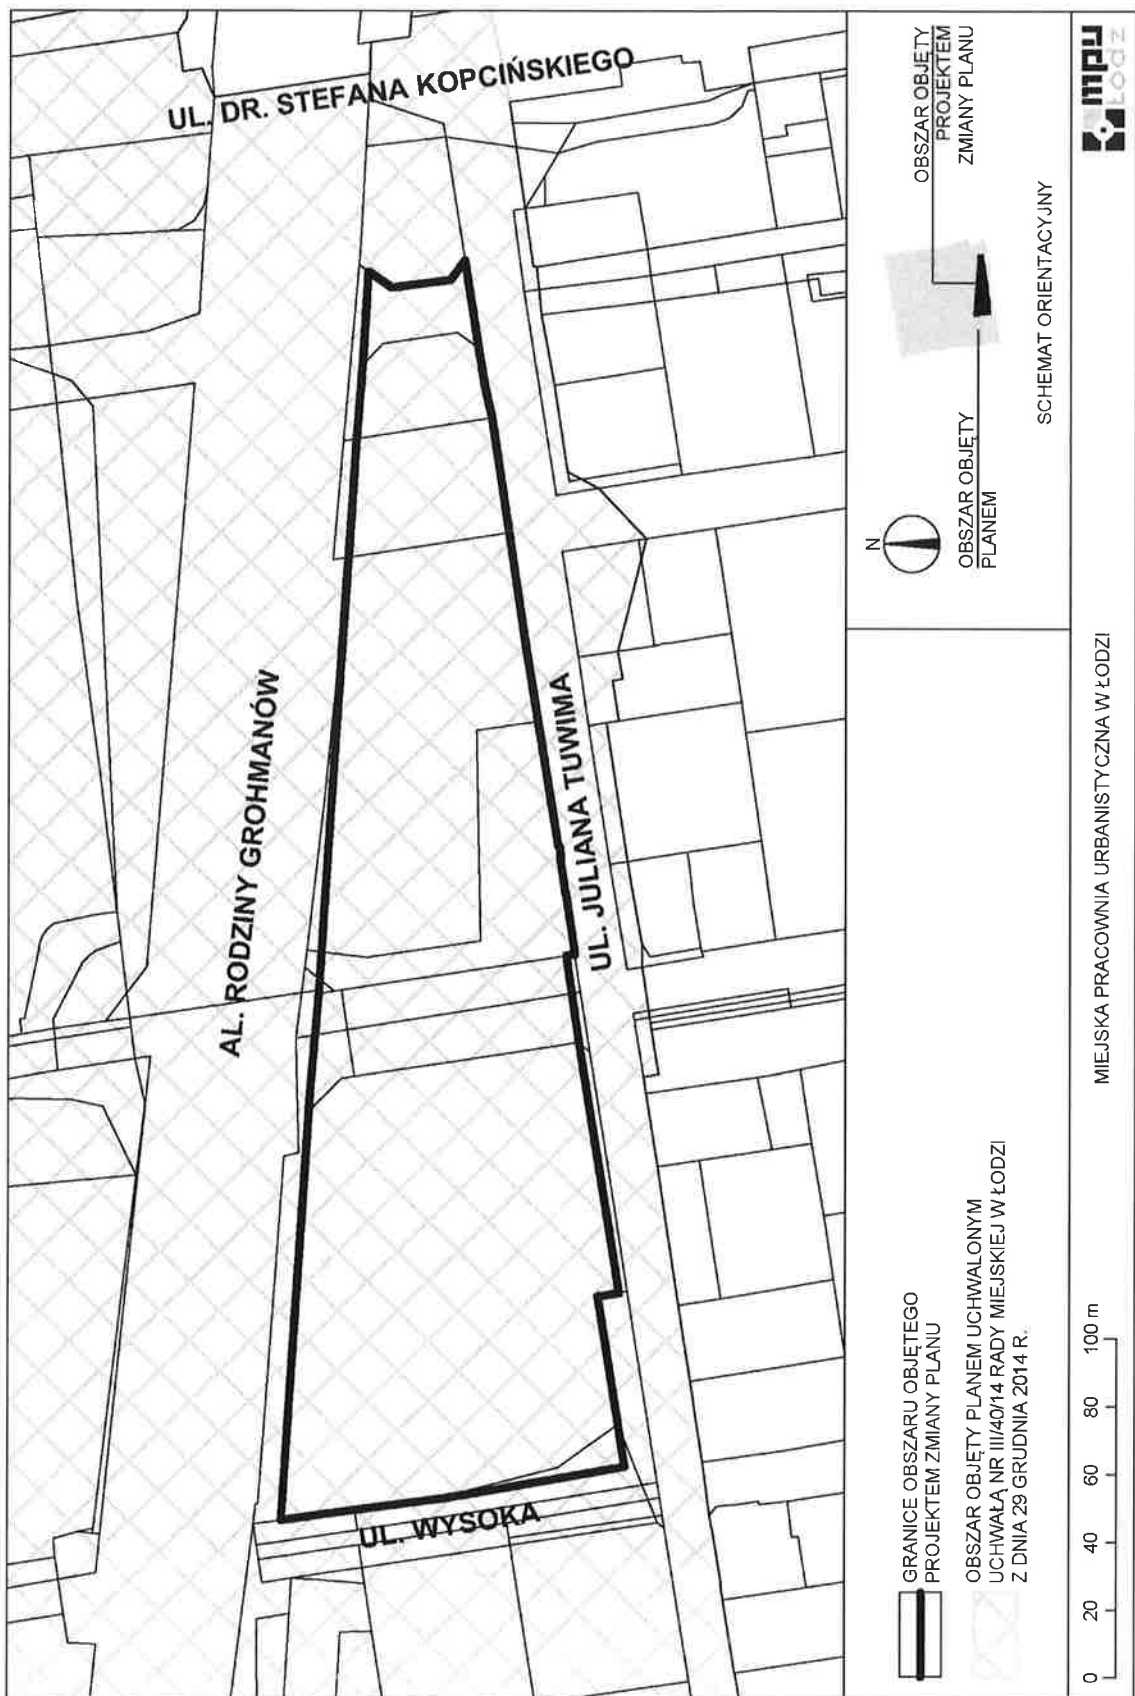 UL. DR. STEFANA KOPCIŃSKIEGO
AL. RODZINY GROHMANÓW
UL. JULIANA TUWIMA
UL. WYSOKA
GRANICE OBSZARU OBJĘTEGO
PROJEKTEM ZMIANY PLANU
OBSZAR OBJĘTY PLANEM UCHWALONYM
UCHWAŁĄ NR III/40/14 RADY MIEJSKIEJ W ŁODZI
Z DNIA 29 GRUDNIA 2014 R.
N
OBSZAR OBJĘTY
PLANEM
OBSZAR OBJĘTY
PROJEKTEM
ZMIANY PLANU
SCHEMAT ORIENTACYJNY
0 20 40 60 80 100 m
MIEJSKA PRACOWNIA URBANISTYCZNA W ŁODZI
mpu
Łódź